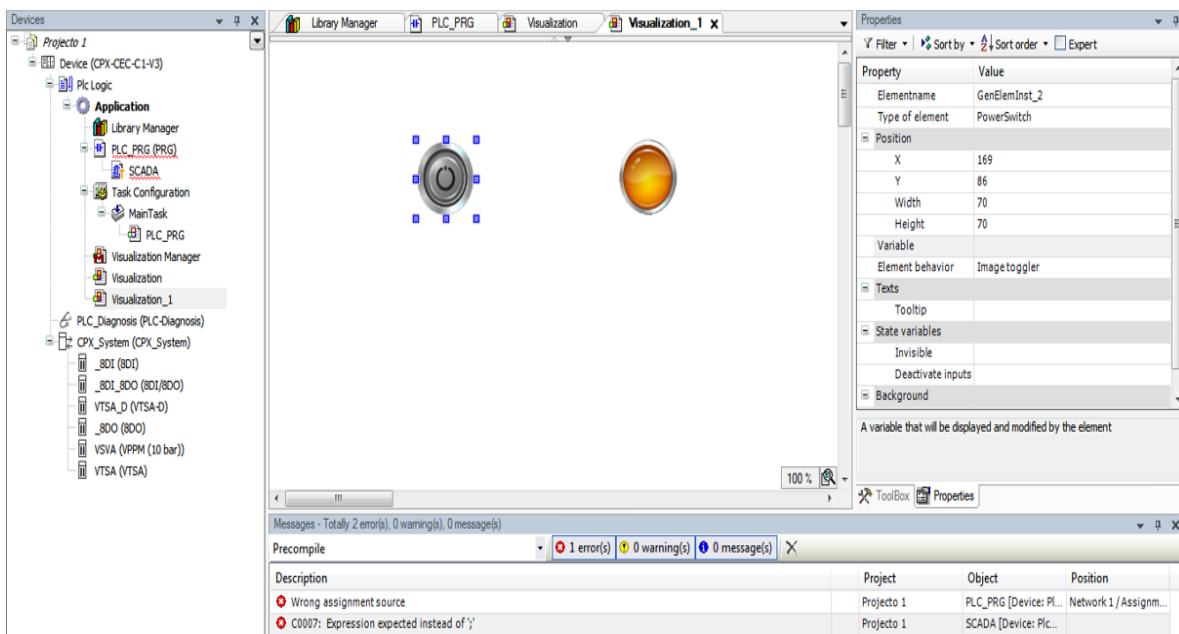 Devices
Projecto 1
Device (CPX-CEC-C1-V3)
Plc Logic
Application
Library Manager
PLC_PRG (PRG)
SCADA
Task Configuration
MainTask
PLC_PRG
Visualization Manager
Visualization
Visualization_1
PLC_Diagnosis (PLC-Diagnosis)
CPX_System (CPX_System)
_8DI (8DI)
_8DI_8DO (8DI/8DO)
VTSA_D (VTSA-D)
_8DO (8DO)
VSVA (VPPM (10 bar))
VTSA (VTSA)
Library Manager PLC_PRG Visualization Visualization_1 X
100 %
Properties
Filter Sort by Sort order Expert
Property Value
Elementname GenElemInst_2
Type of element PowerSwitch
Position
X 169
Y 86
Width 70
Height 70
Variable
Element behavior Image toggler
Texts
Tooltip
State variables
Invisible
Deactivate inputs
Background
A variable that will be displayed and modified by the element
ToolBox Properties
Messages - Totally 2 error(s), 0 warning(s), 0 message(s)
Precompile 1 error(s) 0 warning(s) 0 message(s)
Description Project Object Position
Wrong assignment source Projecto 1 PLC_PRG [Device: Pl... Network 1 / Assignm...
C0007: Expression expected instead of ';' Projecto 1 SCADA [Device: Plc...